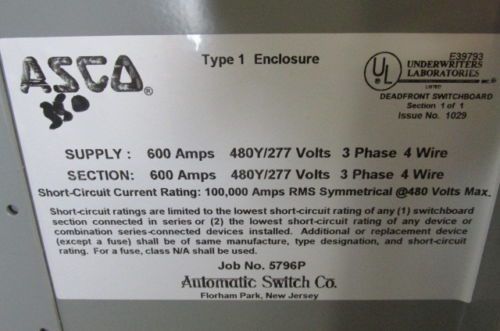 Type 1 Enclosure
ASCO®
E39793
UL
UNDERWRITERS
LABORATORIES INC.®
LISTED
DEADFRONT SWITCHBOARD
Section 1 of 1
Issue No. 1029
SUPPLY : 600 Amps 480Y/277 Volts 3 Phase 4 Wire
SECTION: 600 Amps 480Y/277 Volts 3 Phase 4 Wire
Short-Circuit Current Rating: 100,000 Amps RMS Symmetrical @480 Volts Max.
Short-circuit ratings are limited to the lowest short-circuit rating of any (1) switchboard
section connected in series or (2) the lowest short-circuit rating of any device or
combination series-connected devices installed. Additional or replacement device
(except a fuse) shall be of same manufacture, type designation, and short-circuit
rating. For a fuse, class N/A shall be used.
Job No. 5796P
Automatic Switch Co.
Florham Park, New Jersey